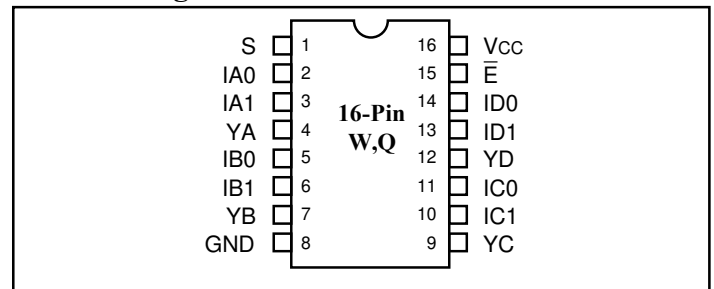 S 1 16 Vcc
IA0 2 15 E̅
IA1 3 14 ID0
YA 4 13 ID1
IB0 5 12 YD
IB1 6 11 IC0
YB 7 10 IC1
GND 8 9 YC
16-Pin
W,Q